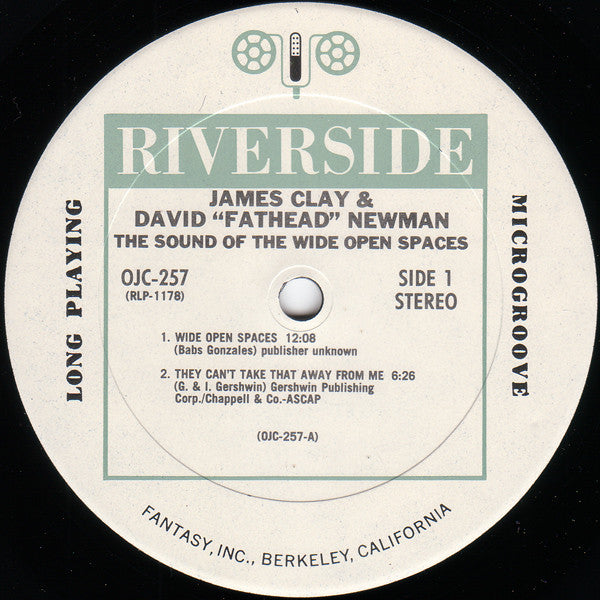 RIVERSIDE
JAMES CLAY &
DAVID "FATHEAD" NEWMAN
THE SOUND OF THE WIDE OPEN SPACES
LONG PLAYING
MICROGROOVE
OJC-257
(RLP-1178)
SIDE 1
STEREO
1. WIDE OPEN SPACES 12:08
(Babs Gonzales) publisher unknown
2. THEY CAN'T TAKE THAT AWAY FROM ME 6:26
(G. & I. Gershwin) Gershwin Publishing
Corp./Chappell & Co.-ASCAP
(OJC-257-A)
FANTASY, INC., BERKELEY, CALIFORNIA